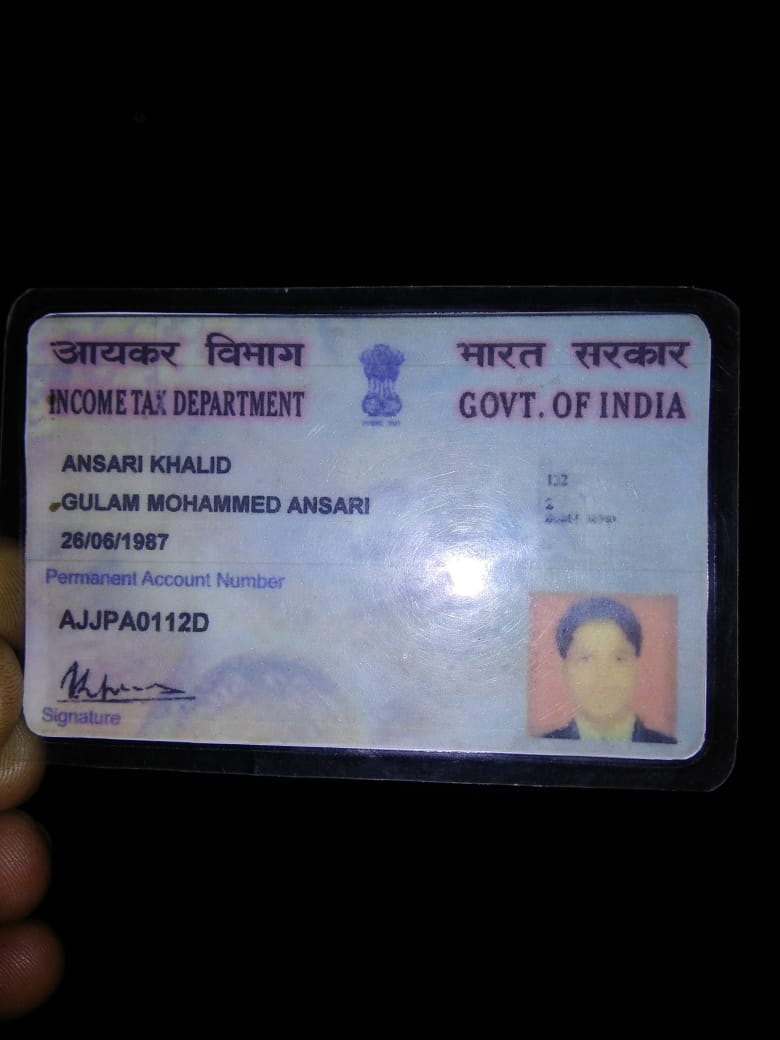 आयकर विभाग
INCOME TAX DEPARTMENT
भारत सरकार
GOVT. OF INDIA
ANSARI KHALID
GULAM MOHAMMED ANSARI
26/06/1987
Permanent Account Number
AJJPA0112D
Signature